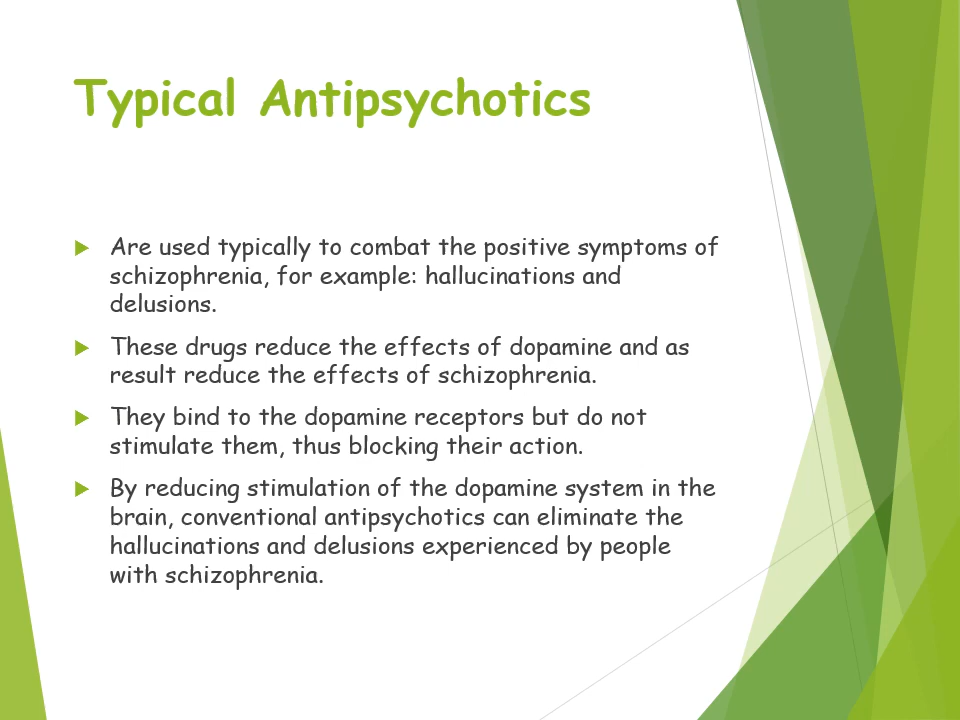 Typical Antipsychotics
Are used typically to combat the positive symptoms of
schizophrenia, for example: hallucinations and
delusions.
These drugs reduce the effects of dopamine and as
result reduce the effects of schizophrenia.
They bind to the dopamine receptors but do not
stimulate them, thus blocking their action.
By reducing stimulation of the dopamine system in the
brain, conventional antipsychotics can eliminate the
hallucinations and delusions experienced by people
with schizophrenia.